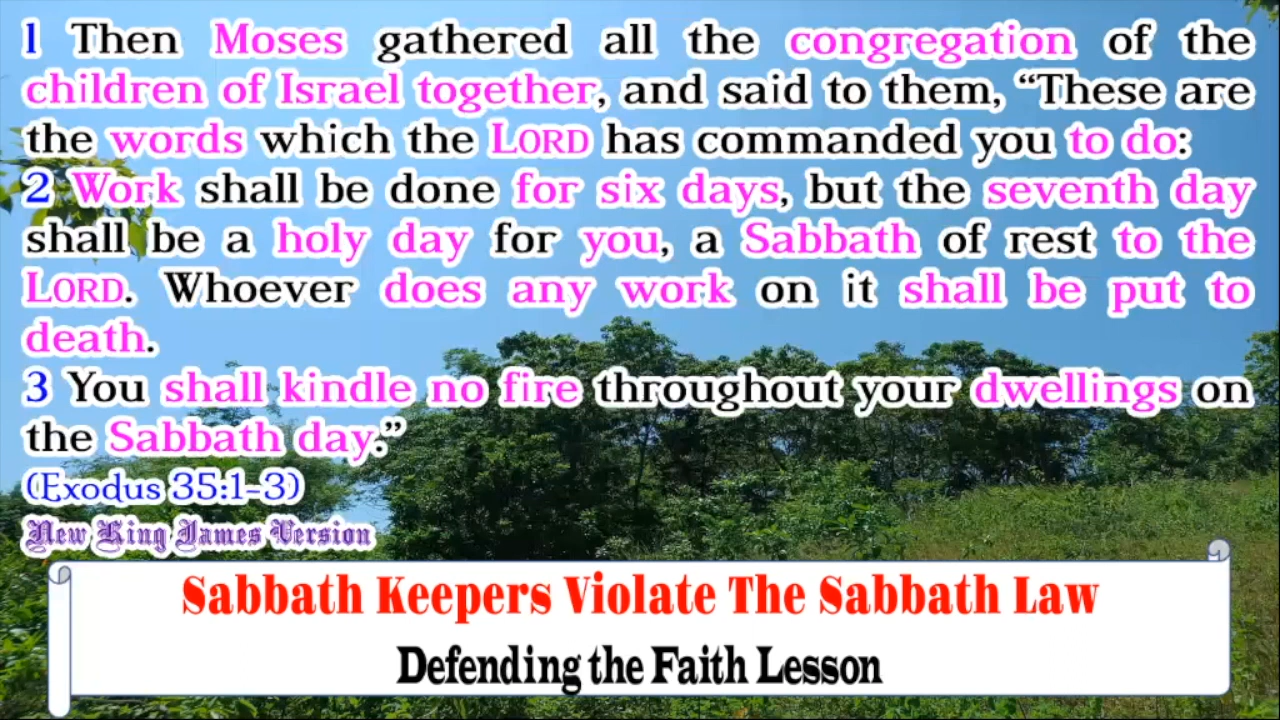 1 Then Moses gathered all the congregation of the
children of Israel together, and said to them, “These are
the words which the LORD has commanded you to do:
2 Work shall be done for six days, but the seventh day
shall be a holy day for you, a Sabbath of rest to the
LORD. Whoever does any work on it shall be put to
death.
3 You shall kindle no fire throughout your dwellings on
the Sabbath day.”
(Exodus 35:1-3)
New King James Version
Sabbath Keepers Violate The Sabbath Law
Defending the Faith Lesson